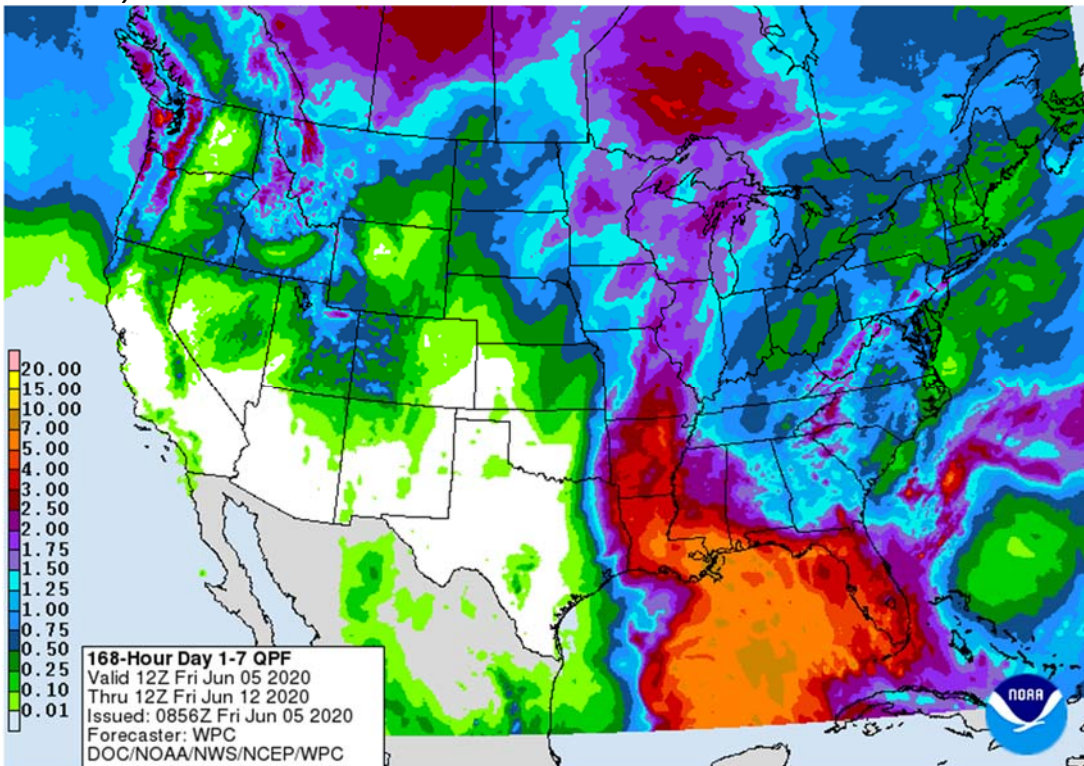 20.00
15.00
10.00
7.00
5.00
4.00
3.00
2.50
2.00
1.75
1.50
1.25
1.00
0.75
0.50
0.25
0.10
0.01
168-Hour Day 1-7 QPF
Valid 12Z Fri Jun 05 2020
Thru 12Z Fri Jun 12 2020
Issued: 0856Z Fri Jun 05 2020
Forecaster: WPC
DOC/NOAA/NWS/NCEP/WPC
NOAA